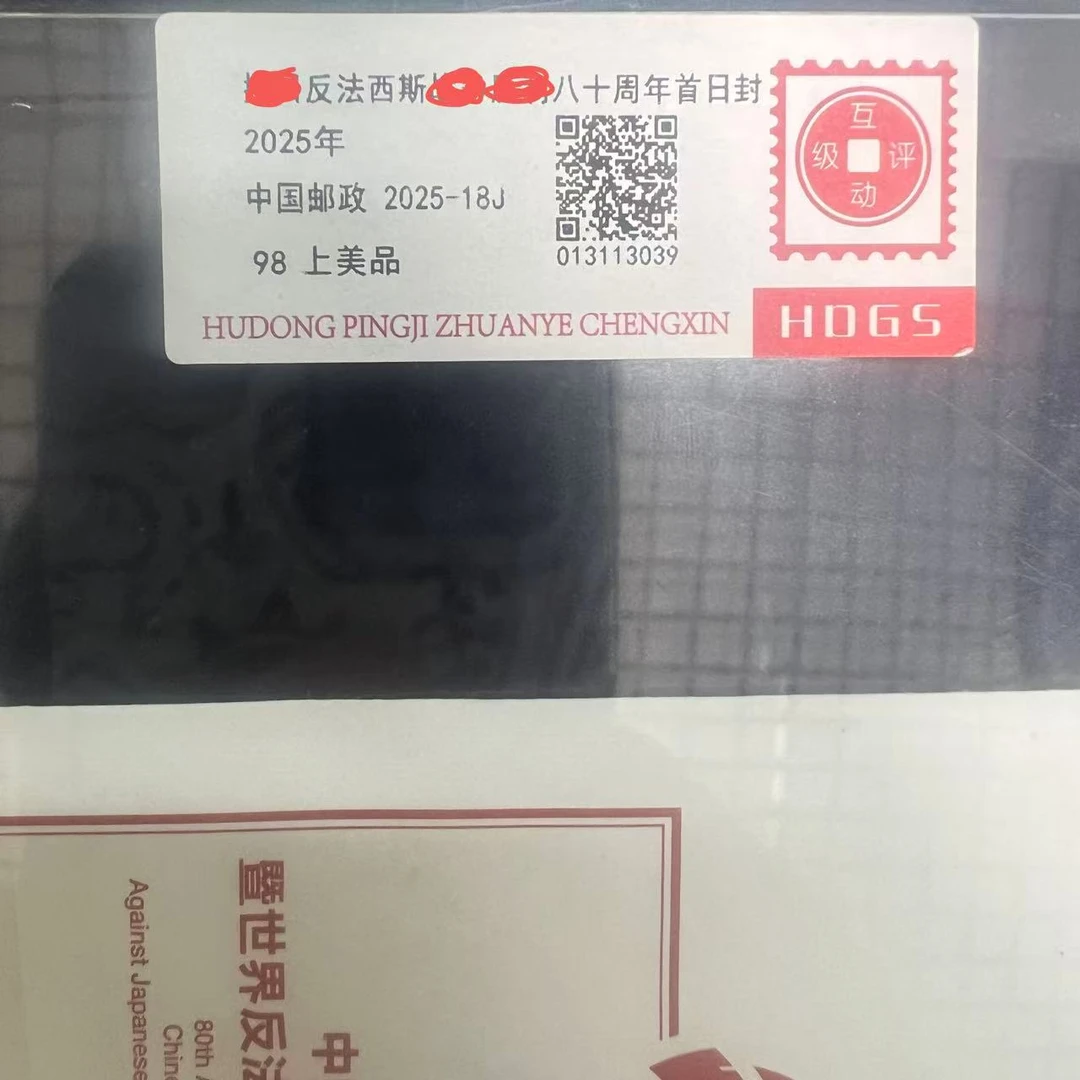 反法西斯 八十周年首日封
2025年
中国邮政 2025-18J
98 上美品
013113039
互动评级
HUDONG PINGJI ZHUANYE CHENGXIN
HDGS
中
暨世界反法
80th
Against Japanese